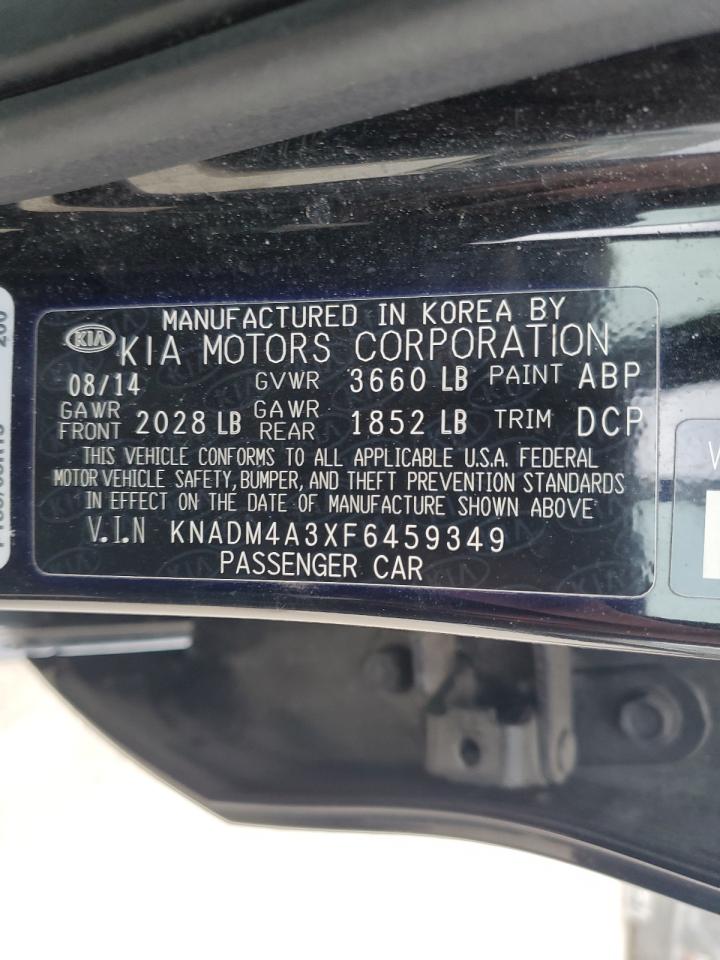 MANUFACTURED IN KOREA BY
KIA KIA MOTORS CORPORATION
08/14 GVWR 3660 LB PAINT ABP
GAWR FRONT 2028 LB GAWR REAR 1852 LB TRIM DCP
THIS VEHICLE CONFORMS TO ALL APPLICABLE U.S.A. FEDERAL
MOTOR VEHICLE SAFETY, BUMPER, AND THEFT PREVENTION STANDARDS
IN EFFECT ON THE DATE OF MANUFACTURE SHOWN ABOVE
V.I.N KNADM4A3XF6459349
PASSENGER CAR